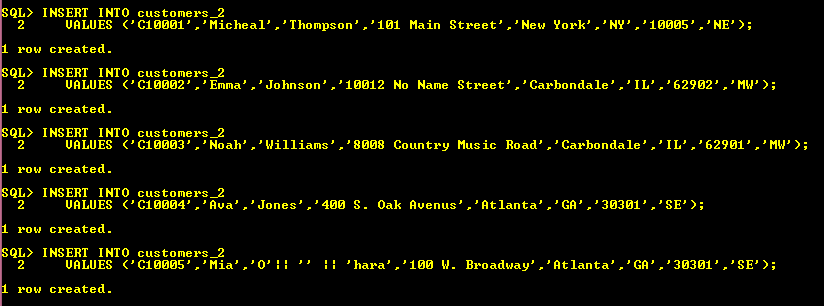 SQL> INSERT INTO customers_2
2 VALUES ('C10001','Micheal','Thompson','101 Main Street','New York','NY','10005','NE');
1 row created.
SQL> INSERT INTO customers_2
2 VALUES ('C10002','Emma','Johnson','10012 No Name Street','Carbondale','IL','62902','MW');
1 row created.
SQL> INSERT INTO customers_2
2 VALUES ('C10003','Noah','Williams','8008 Country Music Road','Carbondale','IL','62901','MW');
1 row created.
SQL> INSERT INTO customers_2
2 VALUES ('C10004','Ava','Jones','400 S. Oak Avenus','Atlanta','GA','30301','SE');
1 row created.
SQL> INSERT INTO customers_2
2 VALUES ('C10005','Mia','O'|| '' || 'hara','100 W. Broadway','Atlanta','GA','30301','SE');
1 row created.